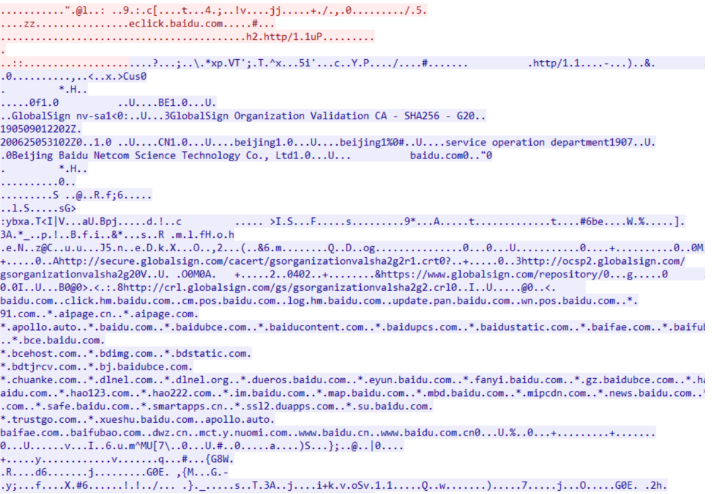 ...........".@l..: ..9.:.c[....t...4.;..!v....jj.....+./.,.0........./.5.
....zz..............eclick.baidu.com.....#...
.......................................h2.http/1.1uP.........
.
..::...................
....?...;..\.*xp.VT';.T.^x...5i'...c..Y.P..../....#.......          .http/1.1....-...)..&.
.0..........,..<..x.>Cus0
.          *.H..
.....0f1.0          ..U....BE1.0...U.
..GlobalSign nv-sa1<0:..U...3GlobalSign Organization Validation CA - SHA256 - G20..
190509012202Z.
200625053102Z0..1.0 ..U....CN1.0...U....beijing1.0...U....beijing1%0#..U....service operation department1907..U.
.0Beijing Baidu Netcom Science Technology Co., Ltd1.0...U...          baidu.com0.."0
.          *.H..
..........0..
.........S ..@..R.f;6.....
..l.S.....sG>
:ybxa.T<I|V...aU.Bpj.....d.!..c          ..... >I.S...F.....s........9*...A.....t............t....#6be....W.%.....].
3A.*_..p.!..B.f.i..&*...s..R .m.l.fH.o.h
.e.N..z@C..u.u...J5.n..e.D.k.X...O..,2...(..&6.m........Q..D..og..............0...0...U..........0....+..........0..0M
+.....0..Ahttp://secure.globalsign.com/cacert/gsorganizationvalsha2g2r1.crt0?..+.....0..3http://ocsp2.globalsign.com/
gsorganizationvalsha2g20V..U. .O0M0A.   +.....2..0402..+........&https://www.globalsign.com/repository/0...g.....0
0.0I..U...B0@0>.<.:.8http://crl.globalsign.com/gs/gsorganizationvalsha2g2.crl0..I..U.....@0..<.
baidu.com..click.hm.baidu.com..cm.pos.baidu.com..log.hm.baidu.com..update.pan.baidu.com..wn.pos.baidu.com..*.
91.com..*.aipage.cn..*.aipage.com.
*.apollo.auto..*.baidu.com..*.baidubce.com..*.baiducontent.com..*.baidupcs.com..*.baidustatic.com..*.baifae.com..*.baifub
..*.bce.baidu.com.
*.bcehost.com..*.bdimg.com..*.bdstatic.com.
*.bdtjrcv.com..*.bj.baidubce.com.
*.chuanke.com..*.dlnel.com..*.dlnel.org..*.dueros.baidu.com..*.eyun.baidu.com..*.fanyi.baidu.com..*.gz.baidubce.com..*.ha
aidu.com..*.hao123.com..*.hao222.com..*.im.baidu.com..*.map.baidu.com..*.mbd.baidu.com..*.mipcdn.com..*.news.baidu.com..*
.com..*.safe.baidu.com..*.smartapps.cn..*.ssl2.duapps.com..*.su.baidu.com.
*.trustgo.com..*.xueshu.baidu.com..apollo.auto.
baifae.com..baifubao.com..dwz.cn..mct.y.nuomi.com..www.baidu.cn..www.baidu.com.cn0...U.%..0...+.........+.......
0...U......v...I..6.u.m^MU[7\..0...U.#..0.....a....)S...};..@..|0....
+.....y............v.......q...#...{G8W.
.R....d6.......j.........G0E. ,{M....G.-
.y;...f....X.#6......!.!../... .}._.....s..T.3A..j....i+k.v.oSv.1.1.....Q..w.......).....7.....j...O.....G0E. .2h.